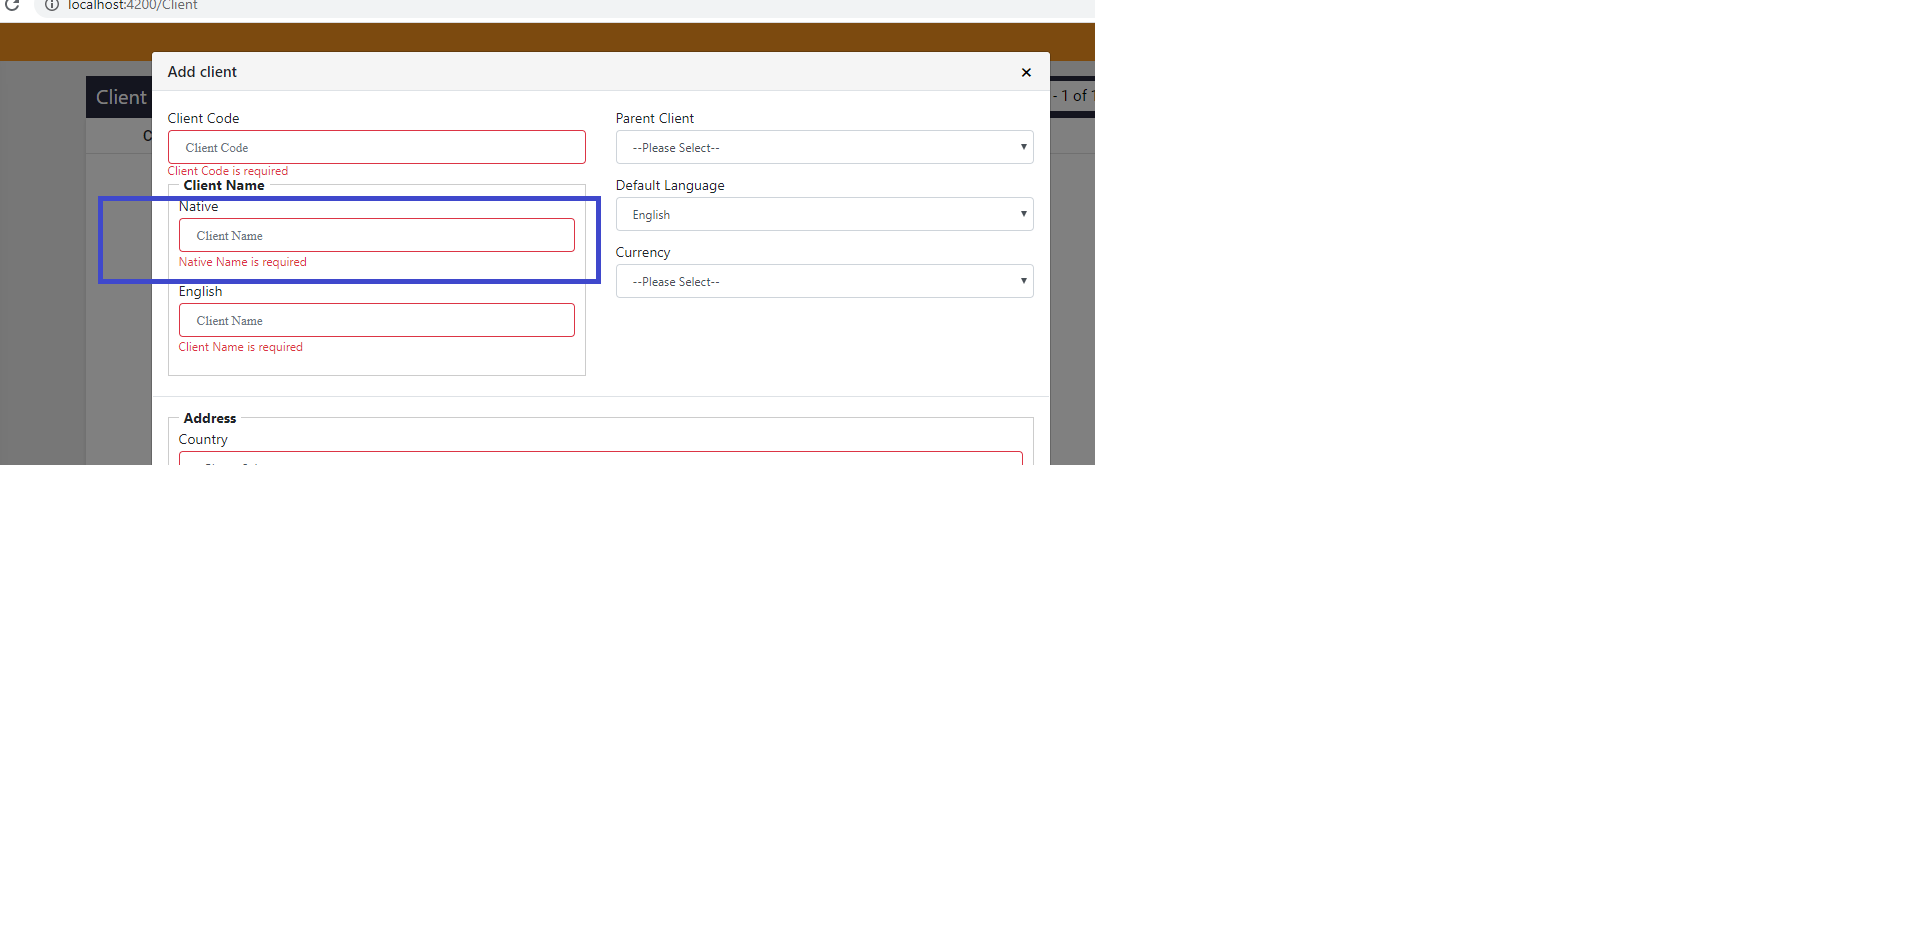 localhost:4200/Client
Add client
Client
- 1 of 1
C
Client Code
Client Code
Client Code is required
Client Name
Native
Client Name
Native Name is required
English
Client Name
Client Name is required
Parent Client
--Please Select--
Default Language
English
Currency
--Please Select--
Address
Country